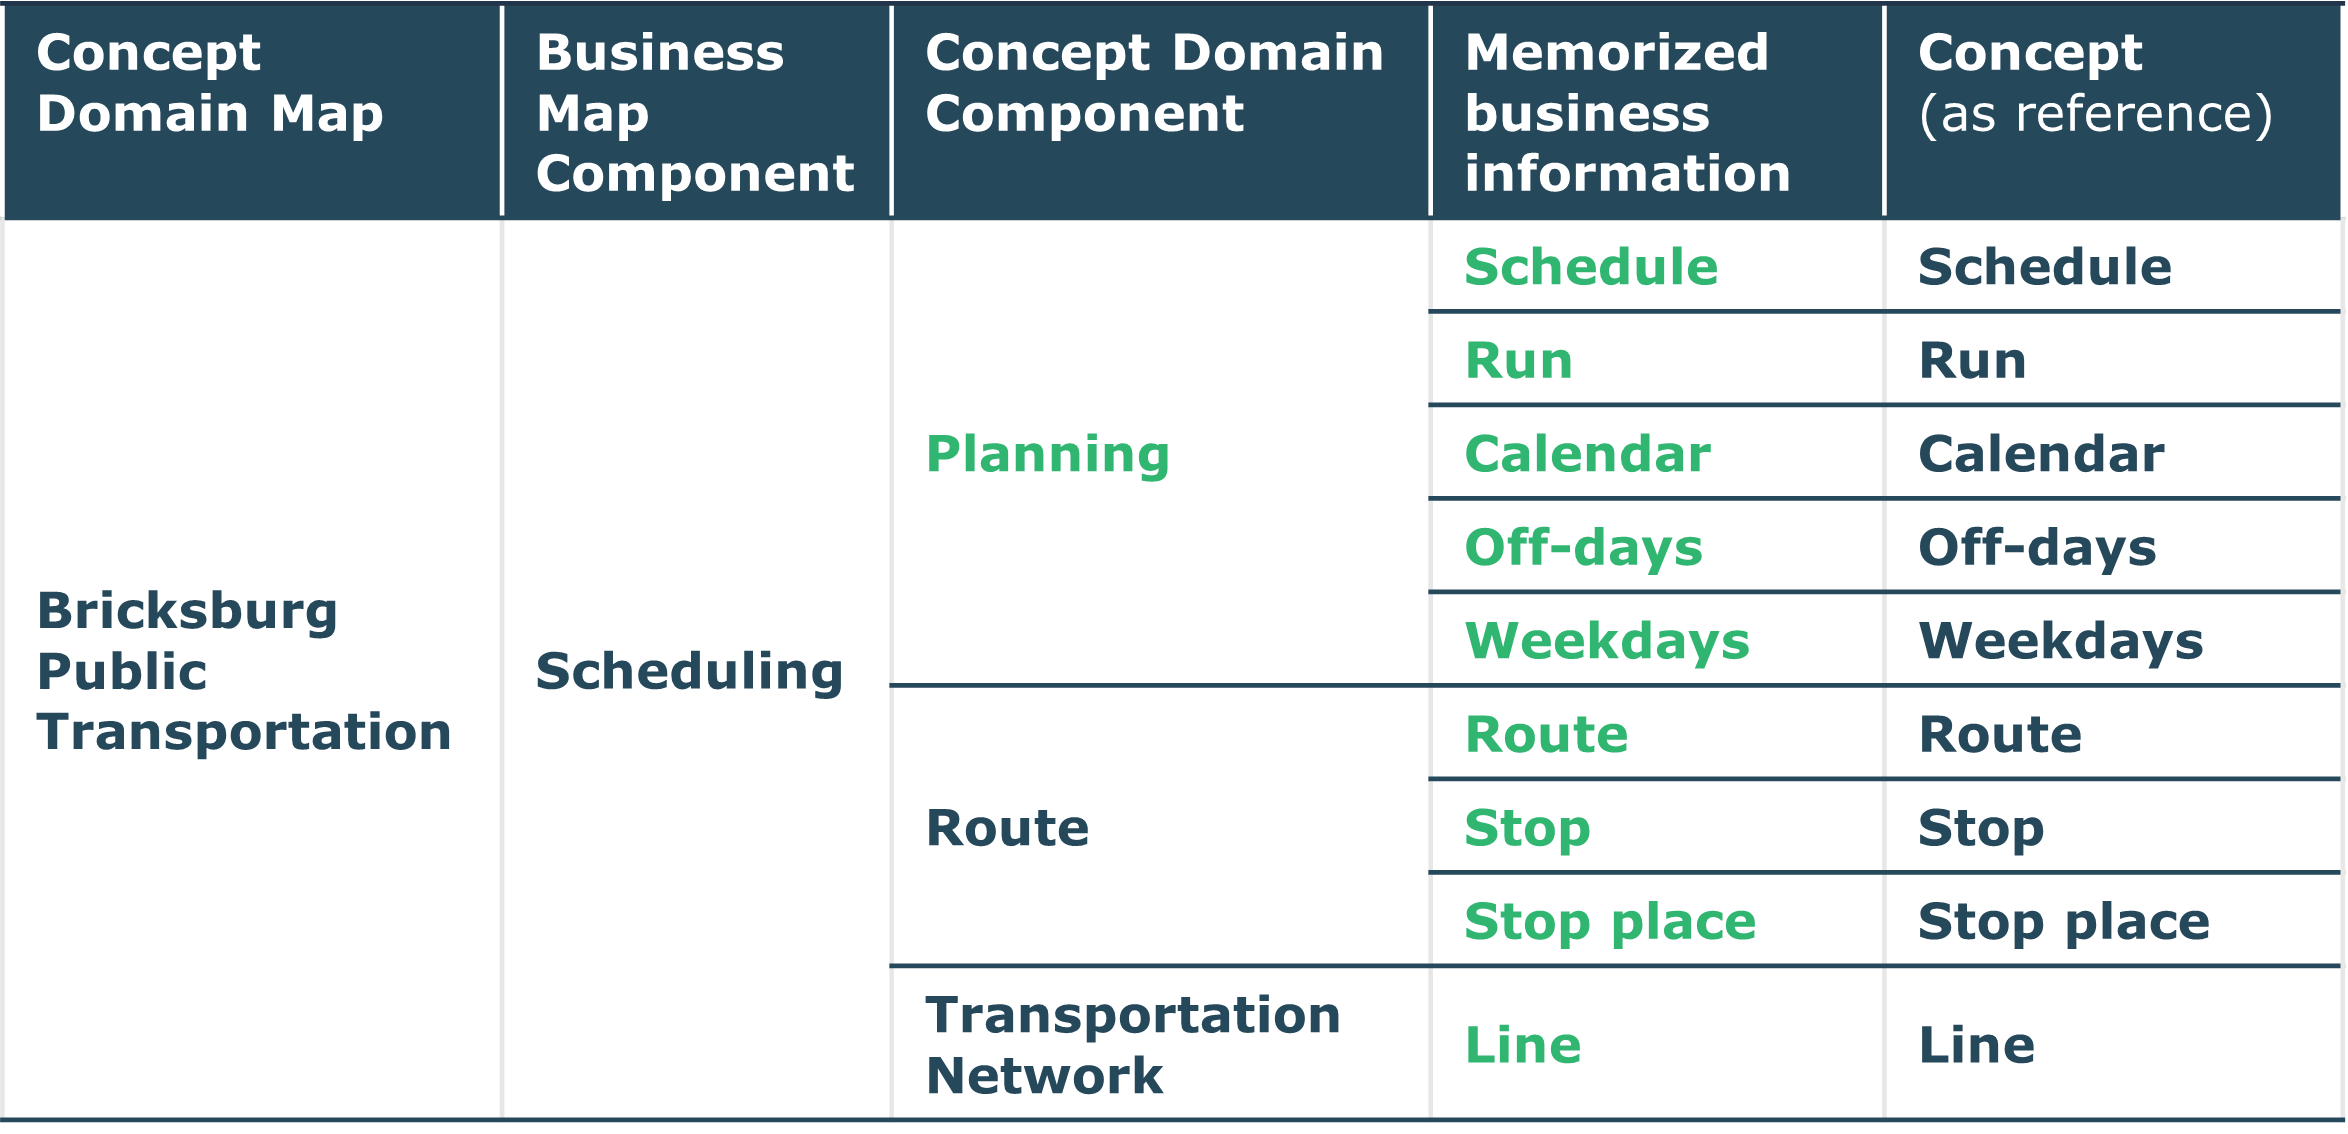 Concept
Domain Map
Business
Map
Component
Concept Domain
Component
Memorized
business
information
Concept
(as reference)
Bricksburg
Public
Transportation
Scheduling
Planning
Schedule
Schedule
Run
Run
Calendar
Calendar
Off-days
Off-days
Weekdays
Weekdays
Route
Route
Route
Stop
Stop
Stop place
Stop place
Transportation
Network
Line
Line